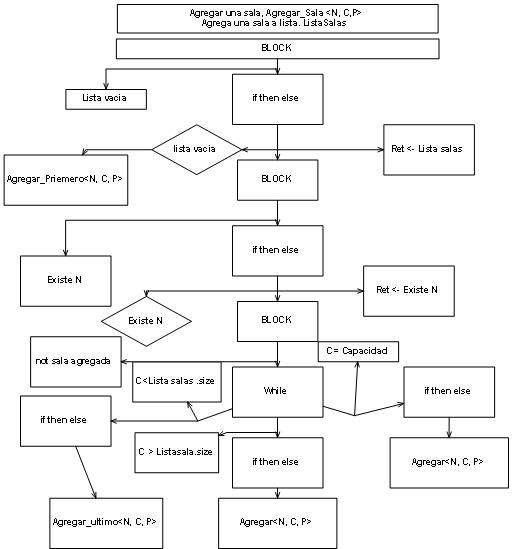 Agregar una sala, Agregar_Sala <N, C,P>
Agrega una sala a lista. ListaSalas
BLOCK
Lista vacia
if then else
lista vacia
Ret <- Lista salas
Agregar_Priemero<N, C, P>
BLOCK
if then else
Existe N
Ret <- Existe N
Existe N
BLOCK
C= Capacidad
not sala agregada
C<Lista salas .size
While
if then else
if then else
C > Listasala.size
if then else
Agregar<N, C, P>
Agregar_ultimo<N, C, P>
Agregar<N, C, P>